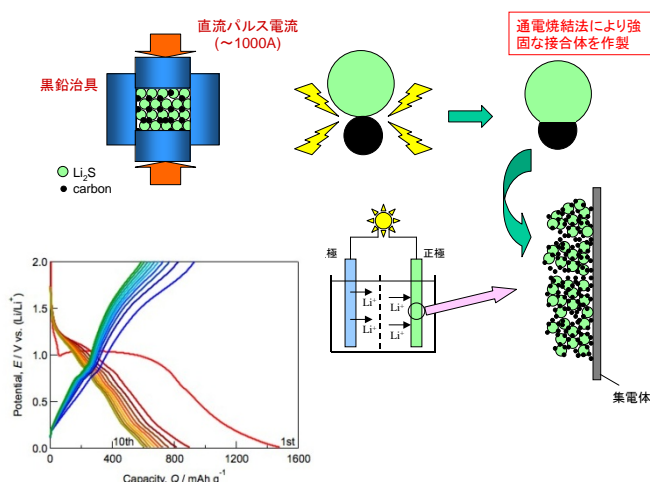 直流パルス電流
(～1000A)
黒鉛治具
通電焼結法により強
固な接合体を作製
Li2S
carbon
極
正極
Li+
Li+
Li+
Li+
集電体
Potential, E / V vs. (Li/Li+)
2.0
1.5
1.0
0.5
0.0
10th
1st
0
400
800
1200
1600
Capacity, Q / mAh g-1